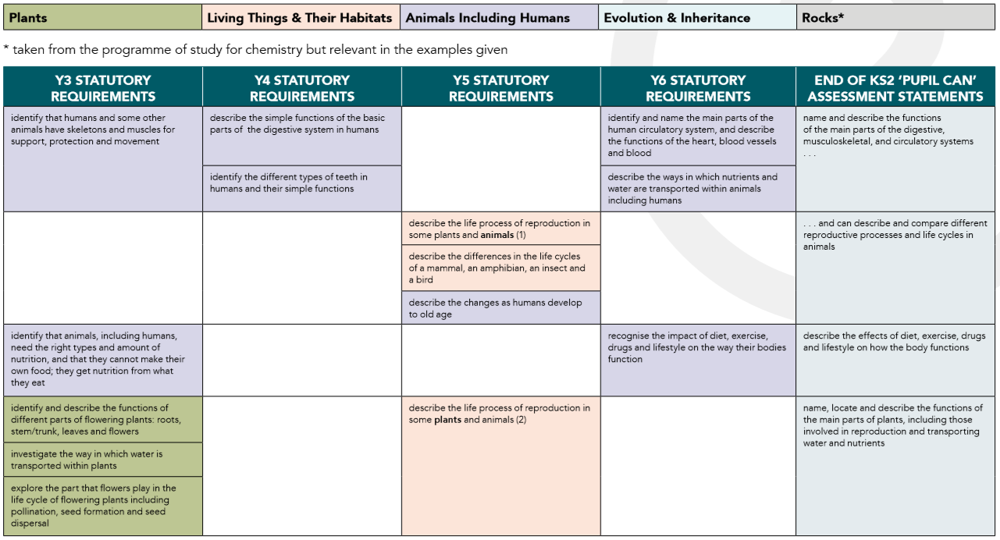 Plants
Living Things & Their Habitats
Animals Including Humans
Evolution & Inheritance
Rocks*
* taken from the programme of study for chemistry but relevant in the examples given
Y3 STATUTORY
REQUIREMENTS
Y4 STATUTORY
REQUIREMENTS
Y5 STATUTORY
REQUIREMENTS
Y6 STATUTORY
REQUIREMENTS
END OF KS2 ‘PUPIL CAN’
ASSESSMENT STATEMENTS
identify that humans and some other
animals have skeletons and muscles for
support, protection and movement
describe the simple functions of the basic
parts of the digestive system in humans
identify the different types of teeth in
humans and their simple functions
identify and name the main parts of the
human circulatory system, and describe
the functions of the heart, blood vessels
and blood
describe the ways in which nutrients and
water are transported within animals
including humans
name and describe the functions
of the main parts of the digestive,
musculoskeletal, and circulatory systems
. . .
describe the life process of reproduction in
some plants and animals (1)
describe the differences in the life cycles
of a mammal, an amphibian, an insect and
a bird
describe the changes as humans develop
to old age
. . . and can describe and compare different
reproductive processes and life cycles in
animals
identify that animals, including humans,
need the right types and amount of
nutrition, and that they cannot make their
own food; they get nutrition from what
they eat
recognise the impact of diet, exercise,
drugs and lifestyle on the way their bodies
function
describe the effects of diet, exercise, drugs
and lifestyle on how the body functions
identify and describe the functions of
different parts of flowering plants: roots,
stem/trunk, leaves and flowers
investigate the way in which water is
transported within plants
explore the part that flowers play in the
life cycle of flowering plants including
pollination, seed formation and seed
dispersal
describe the life process of reproduction in
some plants and animals (2)
name, locate and describe the functions of
the main parts of plants, including those
involved in reproduction and transporting
water and nutrients